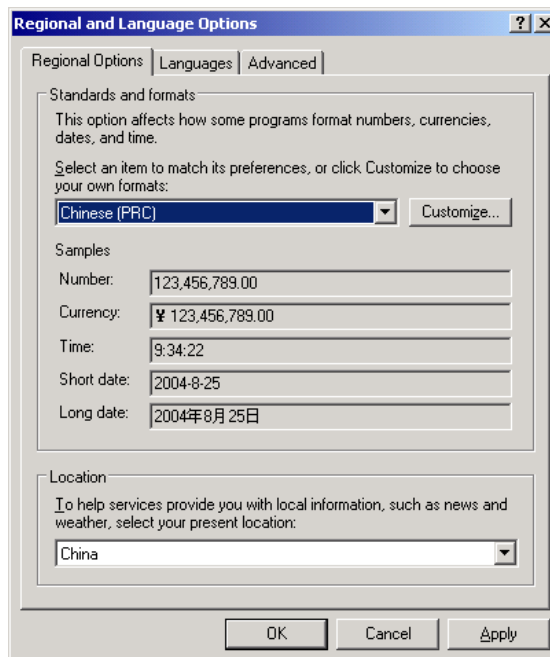 Regional and Language Options
Regional Options Languages Advanced
Standards and formats
This option affects how some programs format numbers, currencies,
dates, and time.
Select an item to match its preferences, or click Customize to choose
your own formats:
Chinese (PRC) Customize...
Samples
Number: 123,456,789.00
Currency: ¥ 123,456,789.00
Time: 9:34:22
Short date: 2004-8-25
Long date: 2004年8月25日
Location
To help services provide you with local information, such as news and
weather, select your present location:
China
OK Cancel Apply